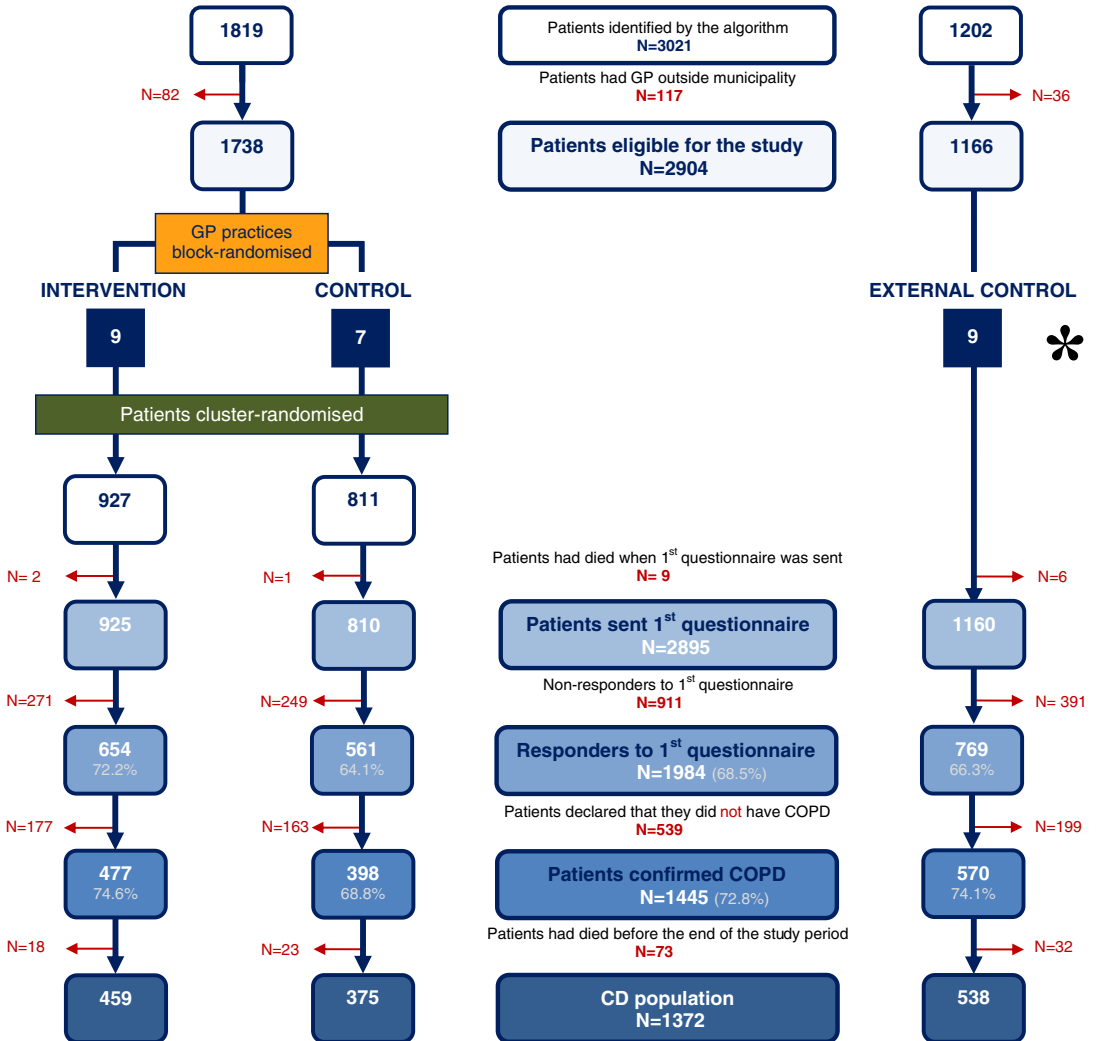 1819
Patients identified by the algorithm
N=3021
1202
Patients had GP outside municipality
N=117
N=82
N=36
1738
Patients eligible for the study
N=2904
1166
GP practices
block-randomised
INTERVENTION
CONTROL
EXTERNAL CONTROL
9
7
9
*
Patients cluster-randomised
927
811
Patients had died when 1st questionnaire was sent
N= 9
N= 2
N=1
N=6
925
810
Patients sent 1st questionnaire
N=2895
1160
Non-responders to 1st questionnaire
N=911
N=271
N=249
N= 391
654
72.2%
561
64.1%
Responders to 1st questionnaire
N=1984 (68.5%)
769
66.3%
Patients declared that they did not have COPD
N=539
N=177
N=163
N=199
477
74.6%
398
68.8%
Patients confirmed COPD
N=1445 (72.8%)
570
74.1%
Patients had died before the end of the study period
N=73
N=18
N=23
N=32
459
375
CD population
N=1372
538